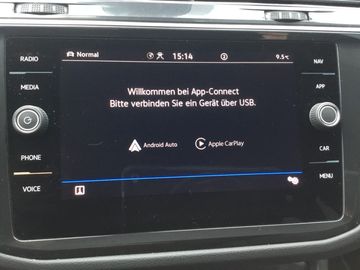 RADIO
MEDIA
PHONE
VOICE
Normal
15:14
9.5°C
Willkommen bei App-Connect
Bitte verbinden Sie ein Gerät über USB.
Android Auto
Apple CarPlay
NAV
APP
CAR
MENU